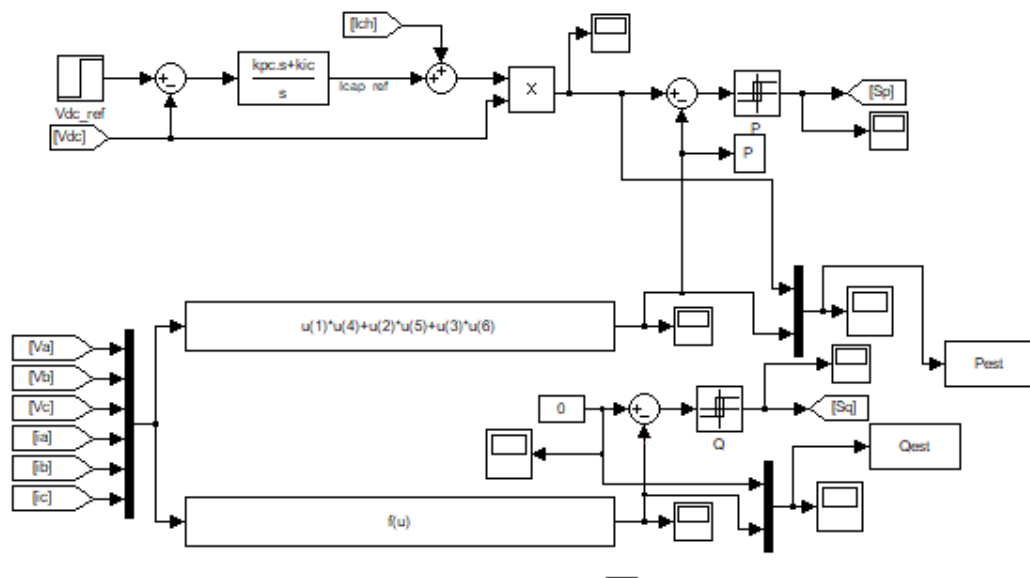 [Ich]
kpc.s+kic
s
Icap_ref
Vdc_ref
[Vdc]
X
P
[Sp]
P
u(1)*u(4)+u(2)*u(5)+u(3)*u(6)
[Va]
[Vb]
[Vc]
[ia]
[ib]
[ic]
Pest
0
Q
[Sq]
Qest
f(u)